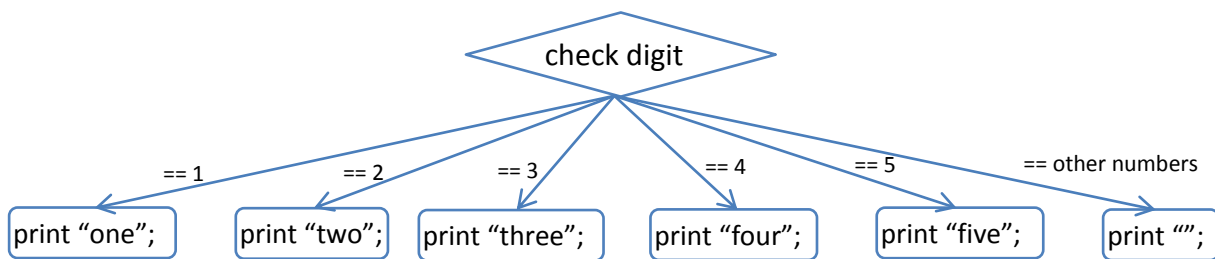 check digit
== 1
== 2
== 3
== 4
== 5
== other numbers
print “one”;
print “two”;
print “three”;
print “four”;
print “five”;
print “”;